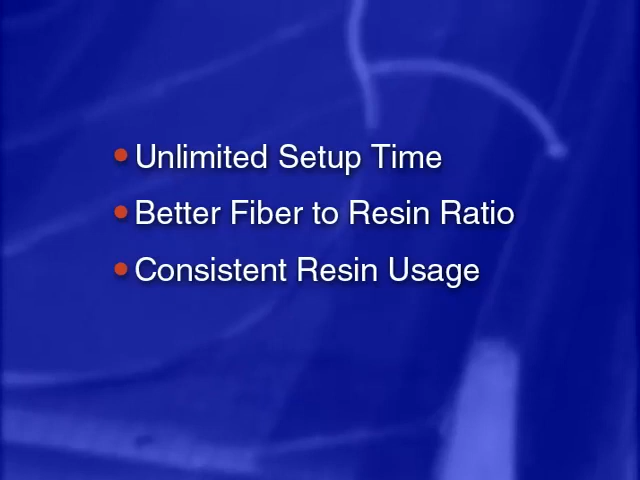 • Unlimited Setup Time
• Better Fiber to Resin Ratio
• Consistent Resin Usage